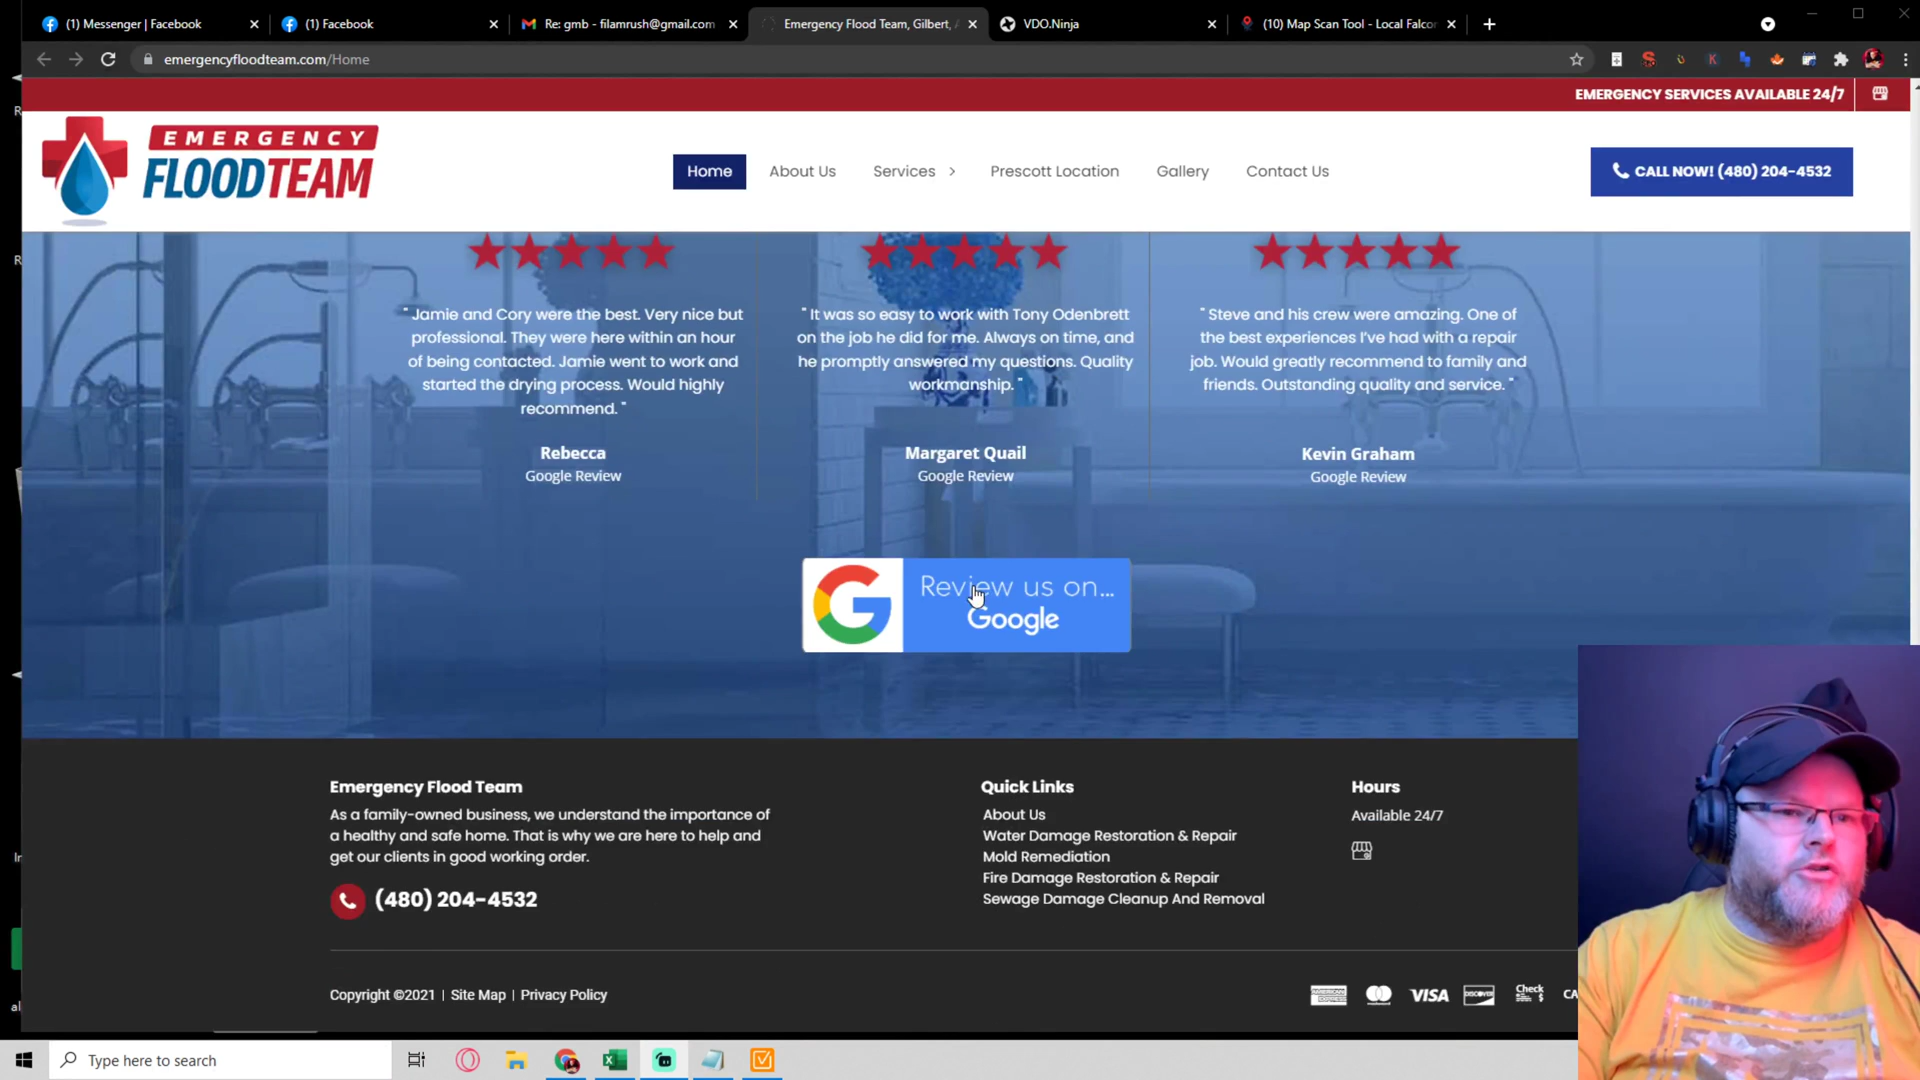 (1) Messenger | Facebook
(1) Facebook
Re: gmb - filamrush@gmail.com
Emergency Flood Team, Gilbert,
VDO.Ninja
(10) Map Scan Tool - Local Falcon
emergencyfloodteam.com/Home
EMERGENCY SERVICES AVAILABLE 24/7
EMERGENCY
FLOODTEAM
Home
About Us
Services
Prescott Location
Gallery
Contact Us
CALL NOW! (480) 204-4532
" Jamie and Cory were the best. Very nice but
professional. They were here within an hour
of being contacted. Jamie went to work and
started the drying process. Would highly
recommend. "
Rebecca
Google Review
" It was so easy to work with Tony Odenbrett
on the job he did for me. Always on time, and
he promptly answered my questions. Quality
workmanship. "
Margaret Quail
Google Review
" Steve and his crew were amazing. One of
the best experiences I've had with a repair
job. Would greatly recommend to family and
friends. Outstanding quality and service. "
Kevin Graham
Google Review
G
Review us on...
Google
Emergency Flood Team
As a family-owned business, we understand the importance of
a healthy and safe home. That is why we are here to help and
get our clients in good working order.
(480) 204-4532
Quick Links
About Us
Water Damage Restoration & Repair
Mold Remediation
Fire Damage Restoration & Repair
Sewage Damage Cleanup And Removal
Hours
Available 24/7
Copyright ©2021 | Site Map | Privacy Policy
VISA
DISCOVER
Check
CA
Type here to search